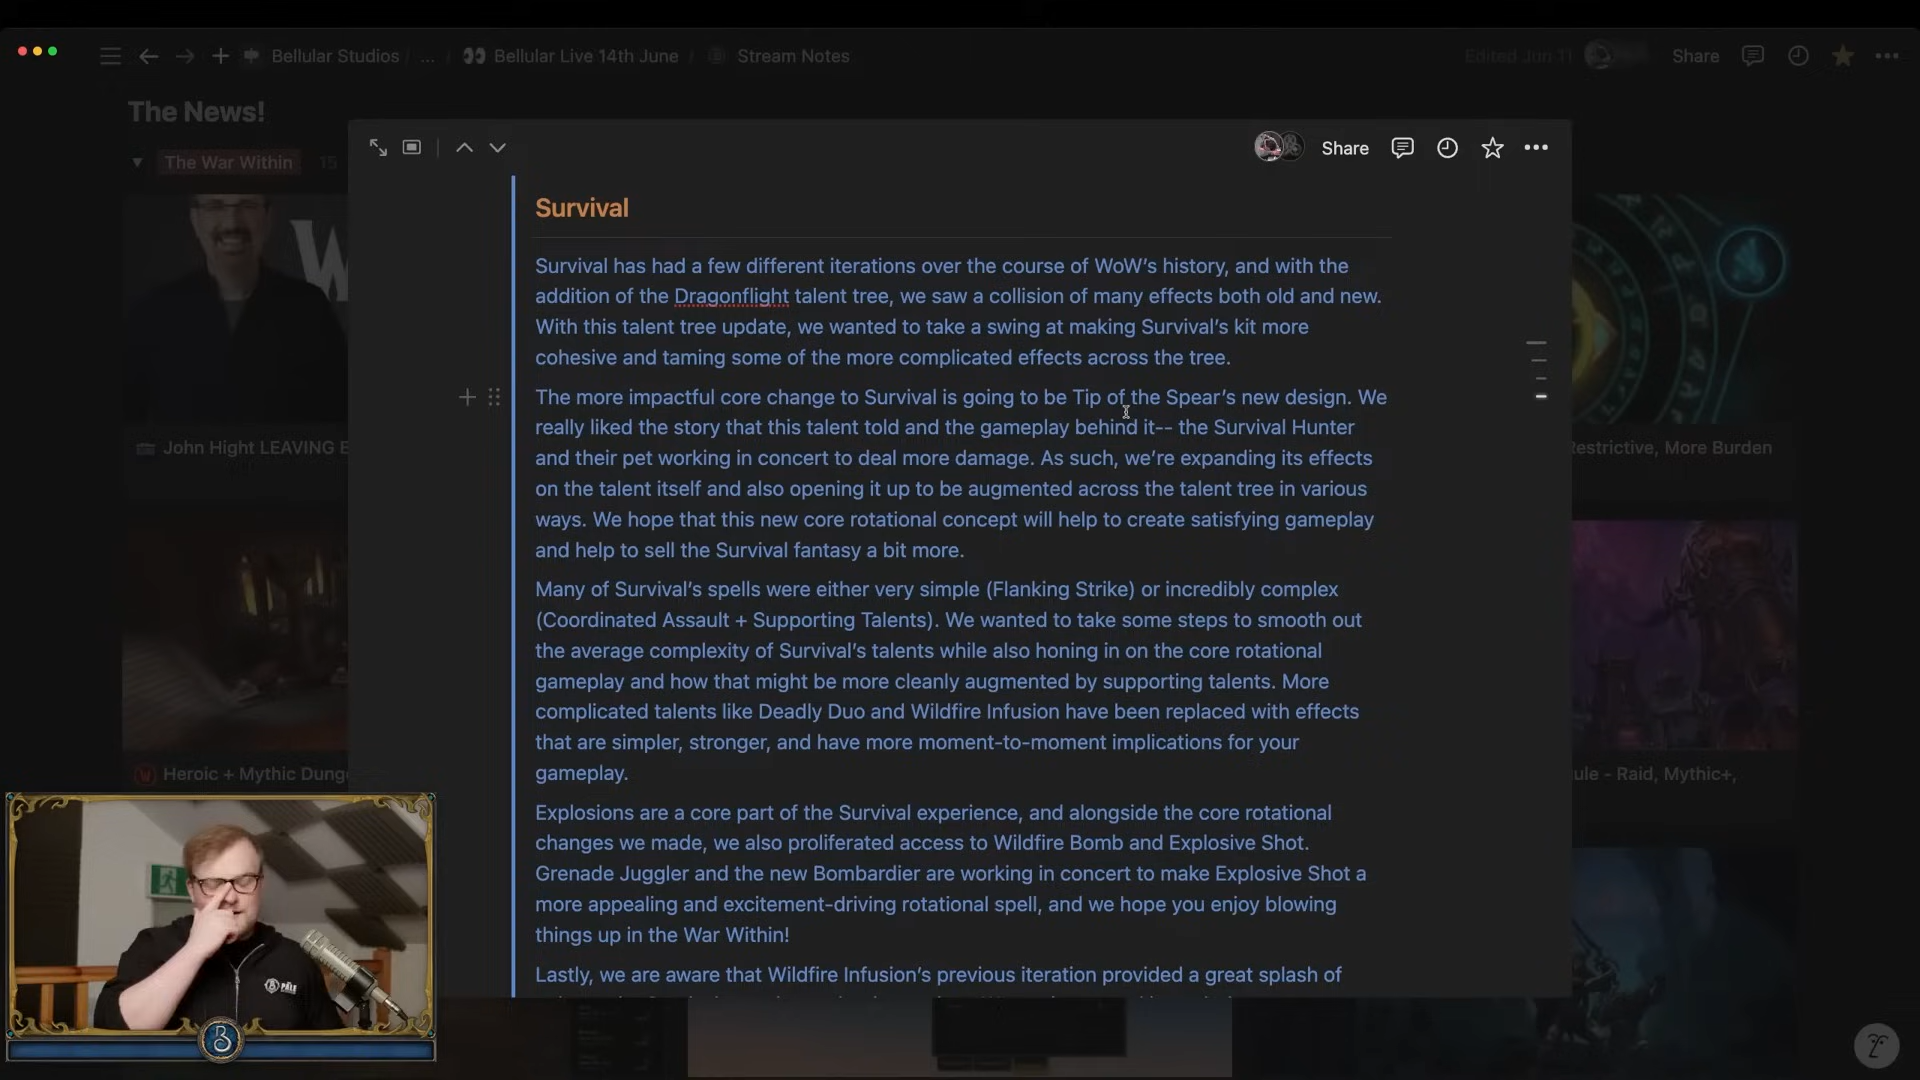 Bellular Studios / ... / Bellular Live 14th June / Stream Notes
Edited Jun 11
Share
The News!
The War Within 15
Share
Survival
Survival has had a few different iterations over the course of WoW’s history, and with the
addition of the Dragonflight talent tree, we saw a collision of many effects both old and new.
With this talent tree update, we wanted to take a swing at making Survival’s kit more
cohesive and taming some of the more complicated effects across the tree.
The more impactful core change to Survival is going to be Tip of the Spear’s new design. We
really liked the story that this talent told and the gameplay behind it-- the Survival Hunter
and their pet working in concert to deal more damage. As such, we’re expanding its effects
on the talent itself and also opening it up to be augmented across the talent tree in various
ways. We hope that this new core rotational concept will help to create satisfying gameplay
and help to sell the Survival fantasy a bit more.
Many of Survival’s spells were either very simple (Flanking Strike) or incredibly complex
(Coordinated Assault + Supporting Talents). We wanted to take some steps to smooth out
the average complexity of Survival’s talents while also honing in on the core rotational
gameplay and how that might be more cleanly augmented by supporting talents. More
complicated talents like Deadly Duo and Wildfire Infusion have been replaced with effects
that are simpler, stronger, and have more moment-to-moment implications for your
gameplay.
Explosions are a core part of the Survival experience, and alongside the core rotational
changes we made, we also proliferated access to Wildfire Bomb and Explosive Shot.
Grenade Juggler and the new Bombardier are working in concert to make Explosive Shot a
more appealing and excitement-driving rotational spell, and we hope you enjoy blowing
things up in the War Within!
Lastly, we are aware that Wildfire Infusion’s previous iteration provided a great splash of
John Hight LEAVING
Restrictive, More Burden
Heroic + Mythic Dung
ule - Raid, Mythic+,
PALE
B